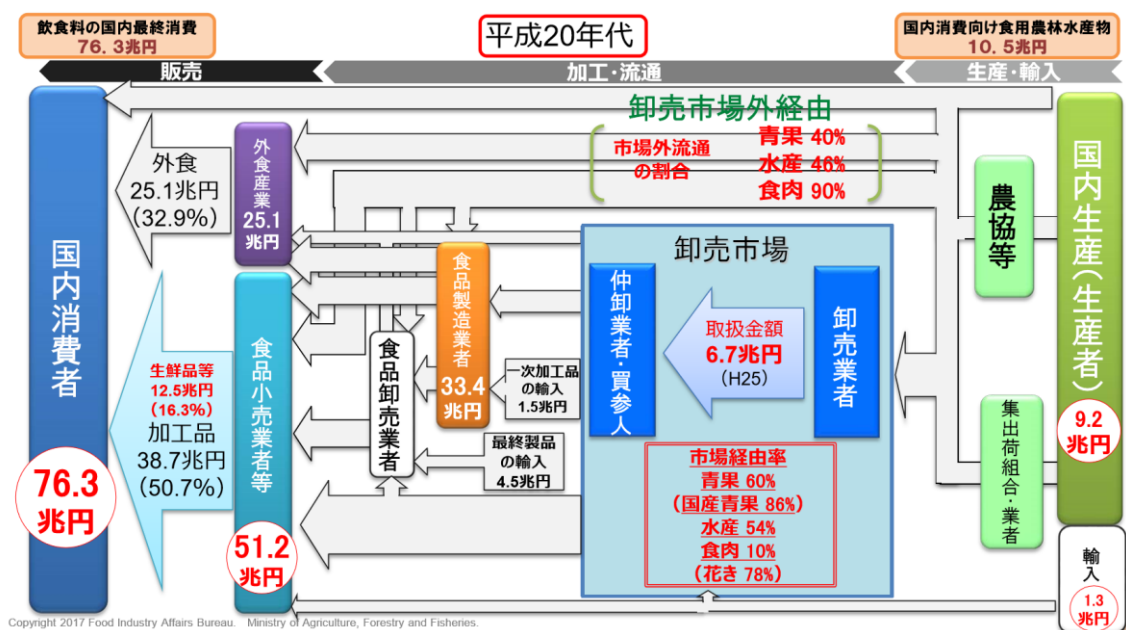 飲食料の国内最終消費
76.3兆円
平成20年代
国内消費向け食用農林水産物
10.5兆円
販売
加工・流通
生産・輸入
卸売市場外経由
市場外流通
の割合
青果 40%
水産 46%
食肉 90%
外食
25.1兆円
(32.9%)
外食産業
25.1
兆円
国内消費者
76.3
兆円
生鮮品等
12.5兆円
(16.3%)
加工品
38.7兆円
(50.7%)
食品小売業者等
51.2
兆円
食品卸売業者
食品製造業者
33.4
兆円
一次加工品
の輸入
1.5兆円
最終製品
の輸入
4.5兆円
卸売市場
仲卸業者・買参人
取扱金額
6.7兆円
(H25)
卸売業者
市場経由率
青果 60%
(国産青果 86%)
水産 54%
食肉 10%
(花き 78%)
農協等
集出荷組合・業者
国内生産(生産者)
9.2
兆円
輸入
1.3
兆円
Copyright 2017 Food Industry Affairs Bureau. Ministry of Agriculture, Forestry and Fisheries.